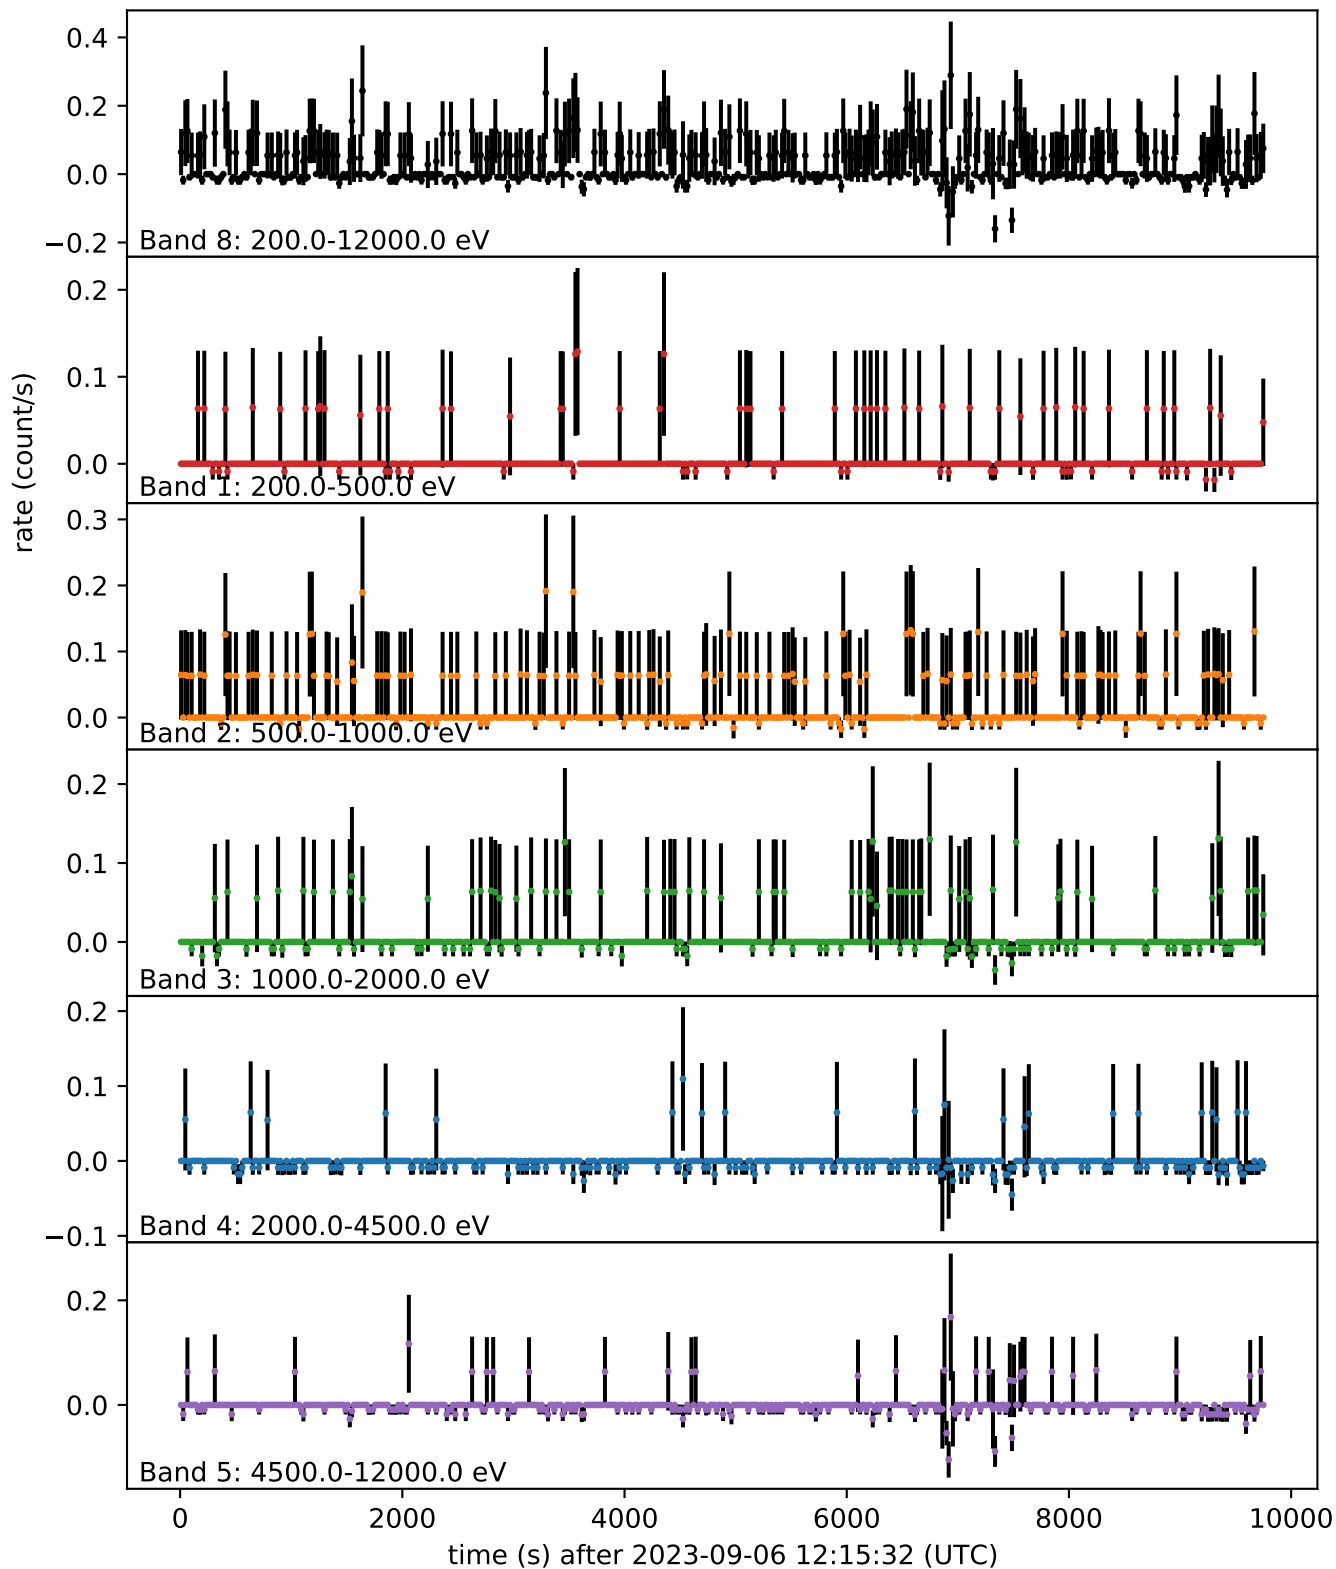 0.4
0.2
0.0
−0.2
Band 8: 200.0-12000.0 eV
0.2
0.1
0.0
Band 1: 200.0-500.0 eV
rate (count/s)
0.3
0.2
0.1
0.0
Band 2: 500.0-1000.0 eV
0.2
0.1
0.0
Band 3: 1000.0-2000.0 eV
0.2
0.1
0.0
−0.1
Band 4: 2000.0-4500.0 eV
0.2
0.0
Band 5: 4500.0-12000.0 eV
0 2000 4000 6000 8000 10000
time (s) after 2023-09-06 12:15:32 (UTC)